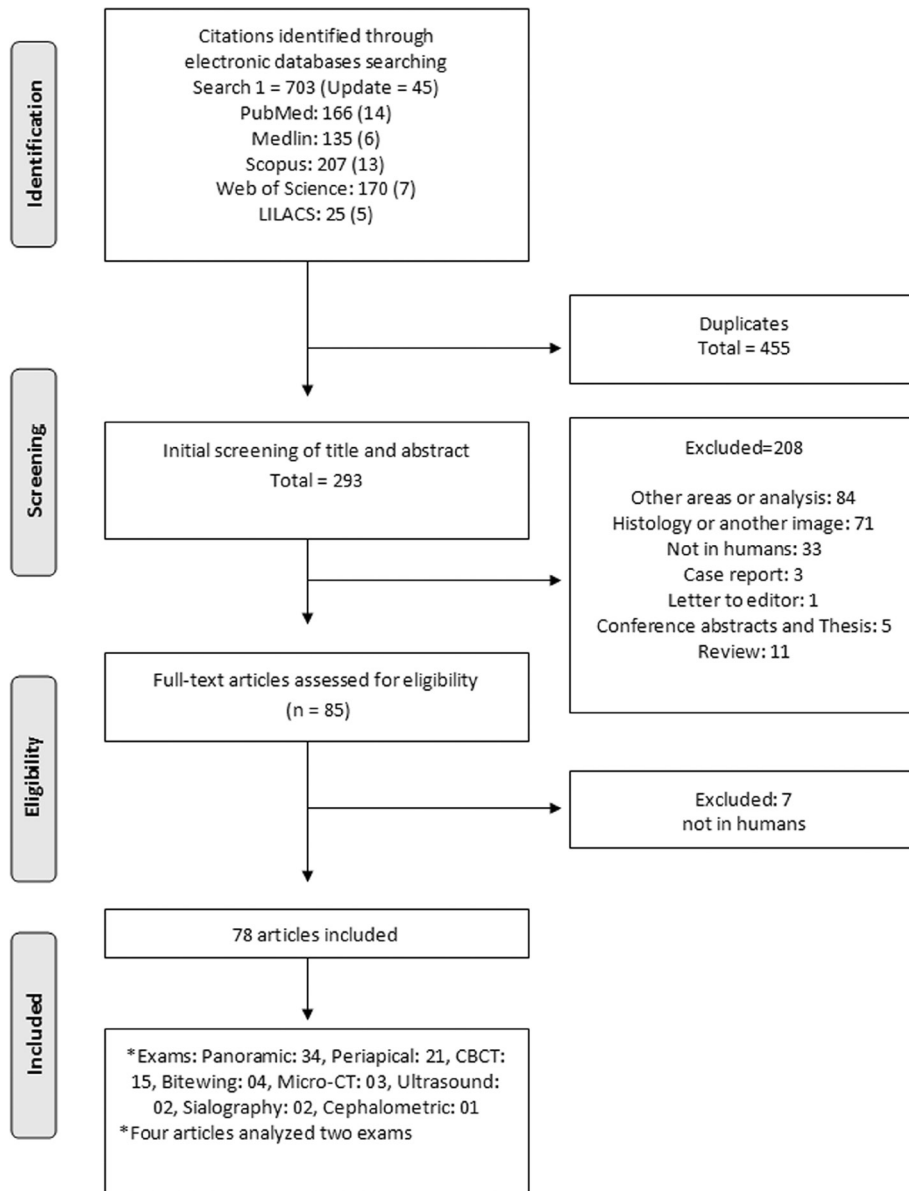 Identification
Citations identified through
electronic databases searching
Search 1 = 703 (Update = 45)
PubMed: 166 (14)
Medlin: 135 (6)
Scopus: 207 (13)
Web of Science: 170 (7)
LILACS: 25 (5)
Duplicates
Total = 455
Screening
Initial screening of title and abstract
Total = 293
Excluded=208
Other areas or analysis: 84
Histology or another image: 71
Not in humans: 33
Case report: 3
Letter to editor: 1
Conference abstracts and Thesis: 5
Review: 11
Eligibility
Full-text articles assessed for eligibility
(n = 85)
Excluded: 7
not in humans
Included
78 articles included
*Exams: Panoramic: 34, Periapical: 21, CBCT:
15, Bitewing: 04, Micro-CT: 03, Ultrasound:
02, Sialography: 02, Cephalometric: 01
*Four articles analyzed two exams